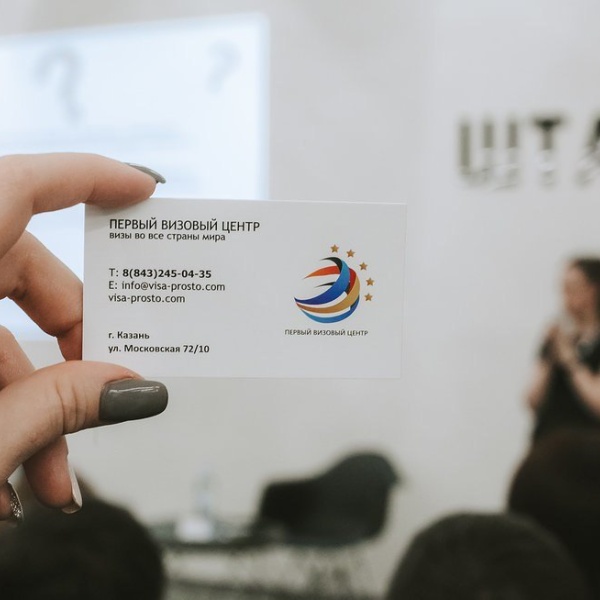 ШТА
ПЕРВЫЙ ВИЗОВЫЙ ЦЕНТР
визы во все страны мира
Т: 8(843)245-04-35
E: info@visa-prosto.com
visa-prosto.com
г. Казань
ул. Московская 72/10
ПЕРВЫЙ ВИЗОВЫЙ ЦЕНТР